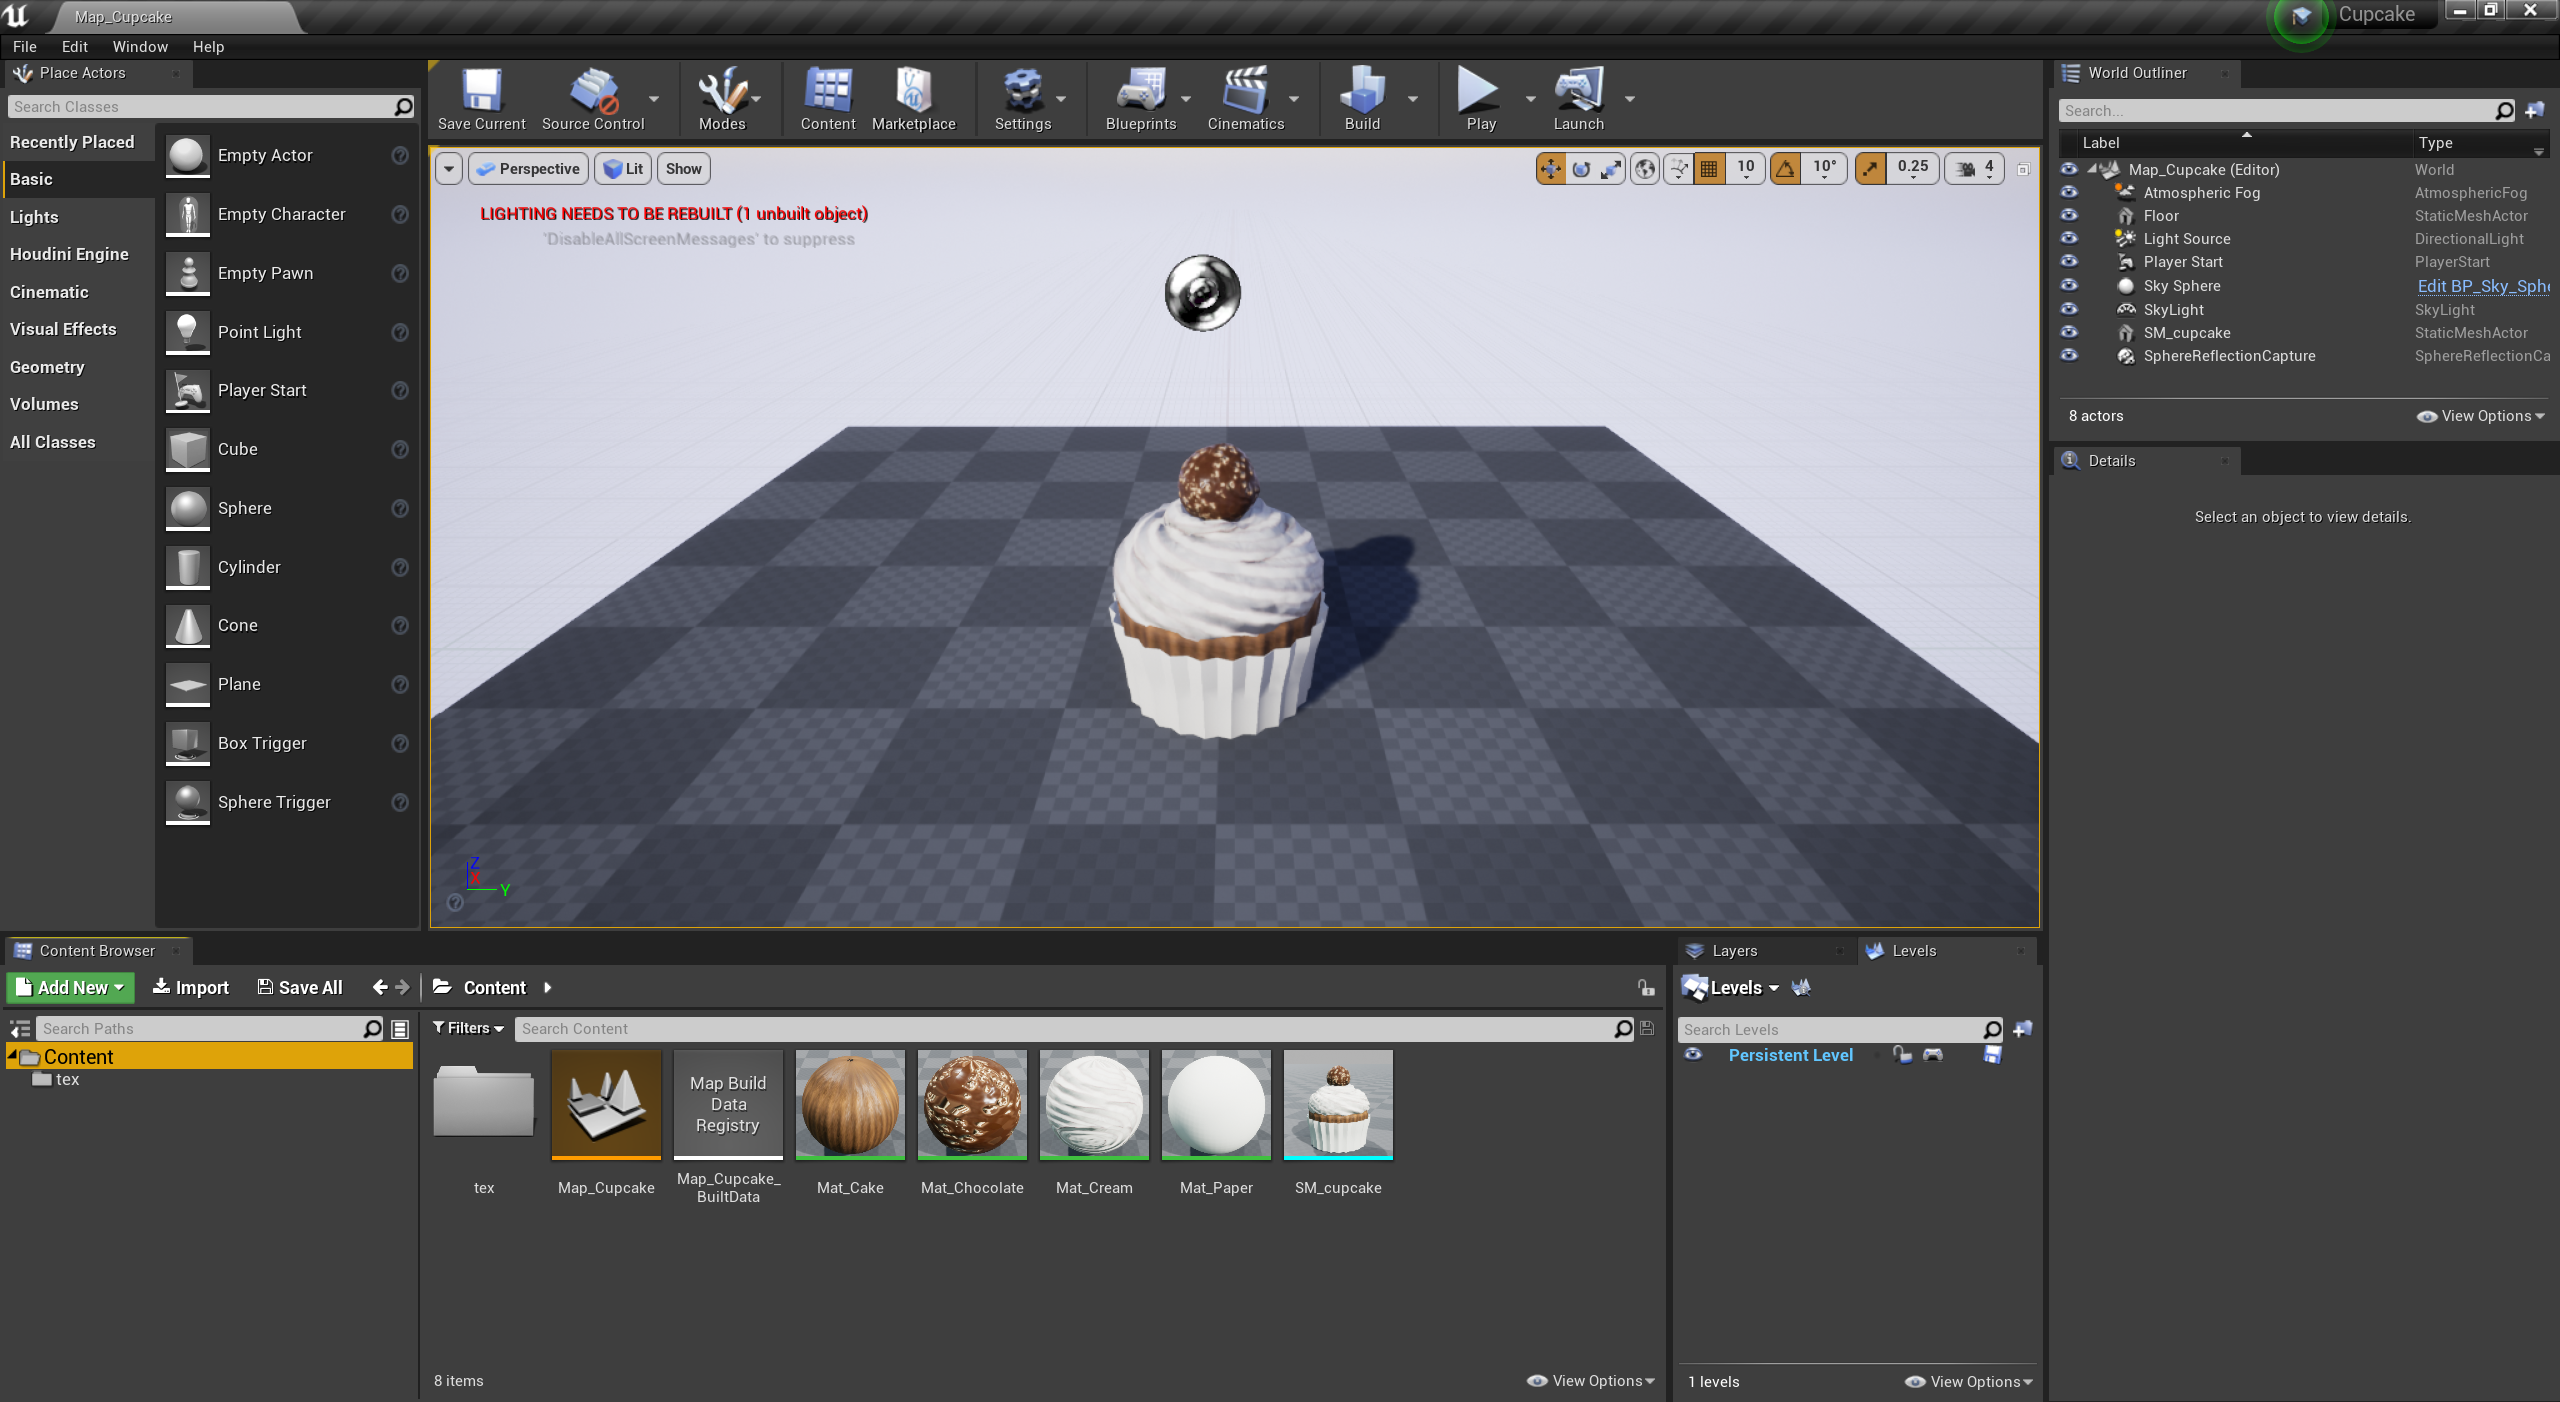 Map_Cupcake
Cupcake
File Edit Window Help
Place Actors
Search Classes
Recently Placed
Basic
Lights
Houdini Engine
Cinematic
Visual Effects
Geometry
Volumes
All Classes
Empty Actor
Empty Character
Empty Pawn
Point Light
Player Start
Cube
Sphere
Cylinder
Cone
Plane
Box Trigger
Sphere Trigger
Save Current
Source Control
Modes
Content
Marketplace
Settings
Blueprints
Cinematics
Build
Play
Launch
Perspective
Lit
Show
10
10°
0.25
4
LIGHTING NEEDS TO BE REBUILT (1 unbuilt object)
'DisableAllScreenMessages' to suppress
Z
X
Y
World Outliner
Search...
Label Type
Map_Cupcake (Editor) World
Atmospheric Fog AtmosphericFog
Floor StaticMeshActor
Light Source DirectionalLight
Player Start PlayerStart
Sky Sphere Edit BP_Sky_Sphe
SkyLight SkyLight
SM_cupcake StaticMeshActor
SphereReflectionCapture SphereReflectionCa
8 actors
View Options
Details
Select an object to view details.
Content Browser
Add New
Import
Save All
Content
Search Paths
Content
tex
Filters
Search Content
Map Build
Data
Registry
tex
Map_Cupcake
Map_Cupcake_
BuiltData
Mat_Cake
Mat_Chocolate
Mat_Cream
Mat_Paper
SM_cupcake
8 items
View Options
Layers
Levels
Levels
Search Levels
Persistent Level
1 levels
View Options